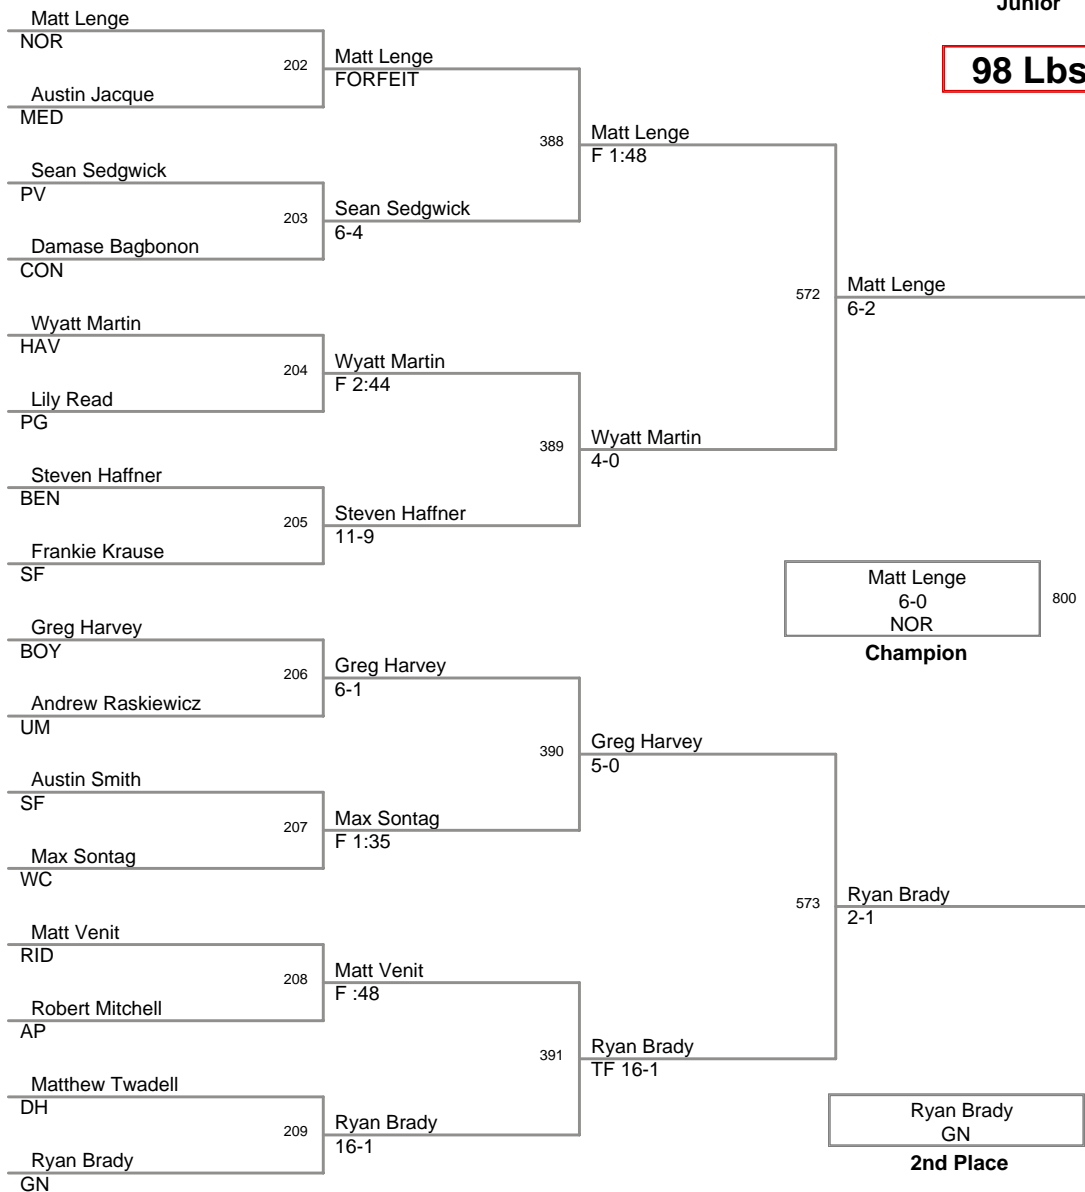 Junior
98 Lbs
Matt Lenge
NOR
202
Austin Jacque
MED
Sean Sedgwick
PV
203
Damase Bagbonon
CON
Wyatt Martin
HAV
204
Lily Read
PG
Steven Haffner
BEN
205
Frankie Krause
SF
Greg Harvey
BOY
206
Andrew Raskiewicz
UM
Austin Smith
SF
207
Max Sontag
WC
Matt Venit
RID
208
Robert Mitchell
AP
Matthew Twadell
DH
209
Ryan Brady
GN
Matt Lenge
FORFEIT
388
Sean Sedgwick
6-4
Wyatt Martin
F 2:44
389
Steven Haffner
11-9
Greg Harvey
6-1
390
Max Sontag
F 1:35
Matt Venit
F :48
391
Ryan Brady
16-1
Matt Lenge
F 1:48
572
Wyatt Martin
4-0
Greg Harvey
5-0
573
Ryan Brady
TF 16-1
Matt Lenge
6-2
Ryan Brady
2-1
Matt Lenge
6-0
NOR
800
Champion
Ryan Brady
GN
2nd Place